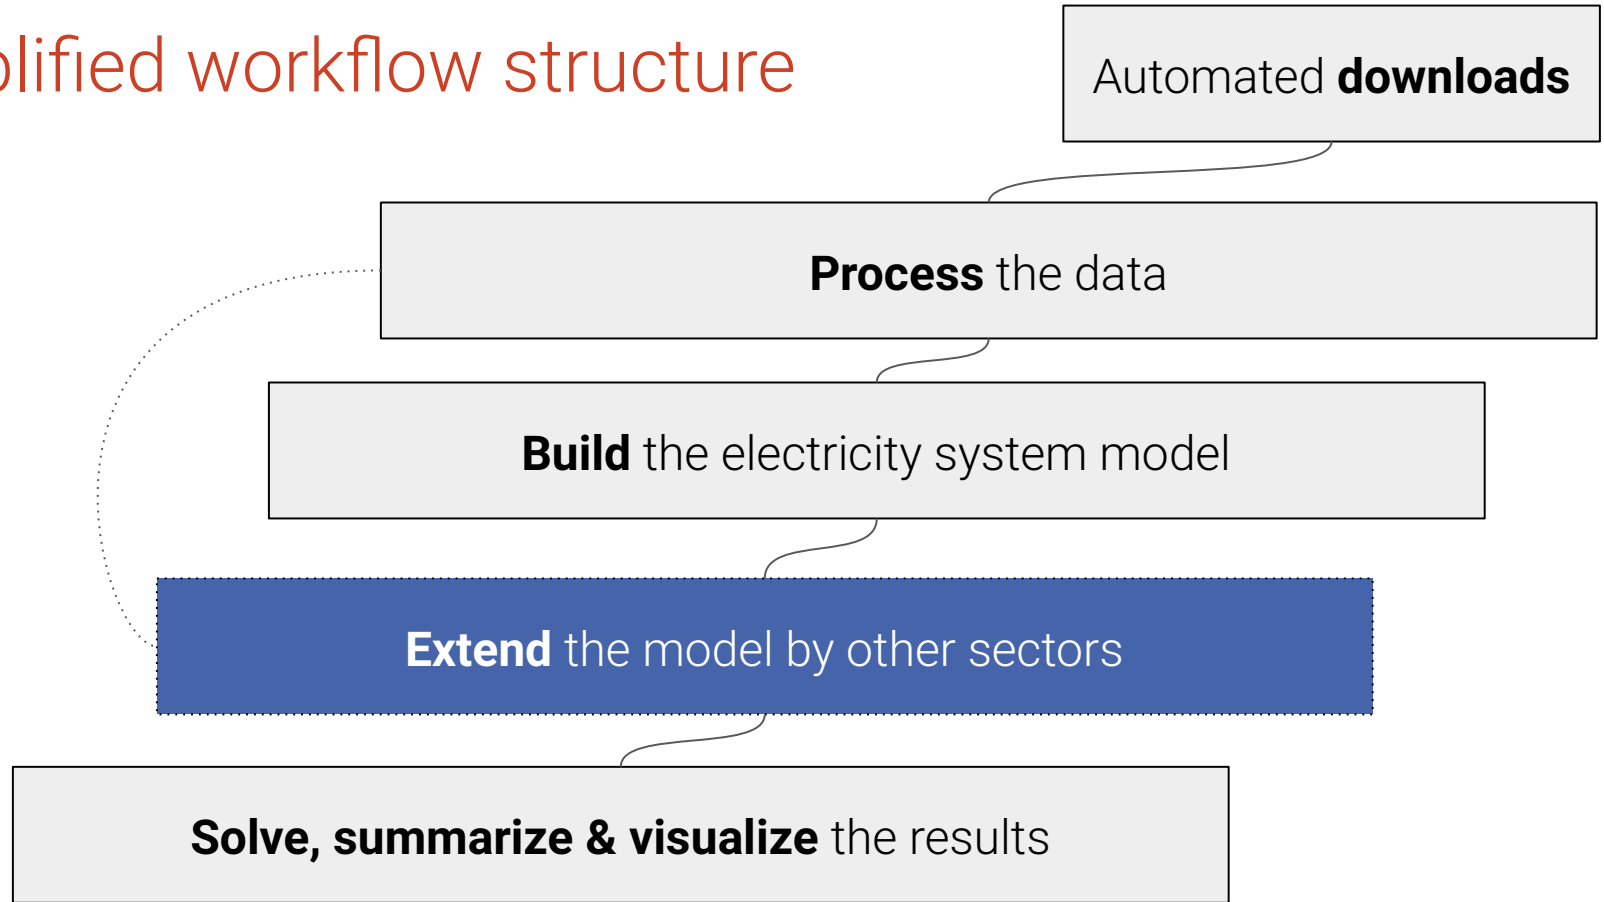 plified workflow structure
Automated downloads
Process the data
Build the electricity system model
Extend the model by other sectors
Solve, summarize & visualize the results